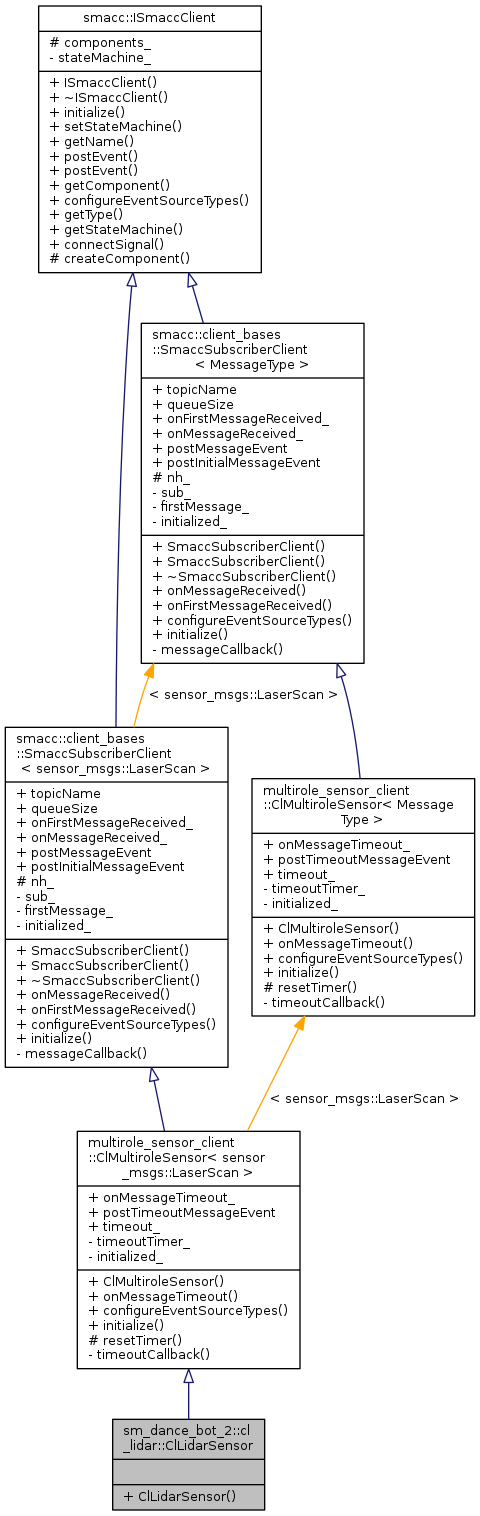 smacc::ISmaccClient
# components_
- stateMachine_
+ ISmaccClient()
+ ~ISmaccClient()
+ initialize()
+ setStateMachine()
+ getName()
+ postEvent()
+ postEvent()
+ getComponent()
+ configureEventSourceTypes()
+ getType()
+ getStateMachine()
+ connectSignal()
# createComponent()
smacc::client_bases
::SmaccSubscriberClient
< MessageType >
+ topicName
+ queueSize
+ onFirstMessageReceived_
+ onMessageReceived_
+ postMessageEvent
+ postInitialMessageEvent
# nh_
- sub_
- firstMessage_
- initialized_
+ SmaccSubscriberClient()
+ SmaccSubscriberClient()
+ ~SmaccSubscriberClient()
+ onMessageReceived()
+ onFirstMessageReceived()
+ configureEventSourceTypes()
+ initialize()
- messageCallback()
< sensor_msgs::LaserScan >
smacc::client_bases
::SmaccSubscriberClient
< sensor_msgs::LaserScan >
+ topicName
+ queueSize
+ onFirstMessageReceived_
+ onMessageReceived_
+ postMessageEvent
+ postInitialMessageEvent
# nh_
- sub_
- firstMessage_
- initialized_
+ SmaccSubscriberClient()
+ SmaccSubscriberClient()
+ ~SmaccSubscriberClient()
+ onMessageReceived()
+ onFirstMessageReceived()
+ configureEventSourceTypes()
+ initialize()
- messageCallback()
multirole_sensor_client
::ClMultiroleSensor< Message
Type >
+ onMessageTimeout_
+ postTimeoutMessageEvent
+ timeout_
- timeoutTimer_
- initialized_
+ ClMultiroleSensor()
+ onMessageTimeout()
+ configureEventSourceTypes()
+ initialize()
# resetTimer()
- timeoutCallback()
< sensor_msgs::LaserScan >
multirole_sensor_client
::ClMultiroleSensor< sensor
_msgs::LaserScan >
+ onMessageTimeout_
+ postTimeoutMessageEvent
+ timeout_
- timeoutTimer_
- initialized_
+ ClMultiroleSensor()
+ onMessageTimeout()
+ configureEventSourceTypes()
+ initialize()
# resetTimer()
- timeoutCallback()
sm_dance_bot_2::cl
_lidar::ClLidarSensor
+ ClLidarSensor()